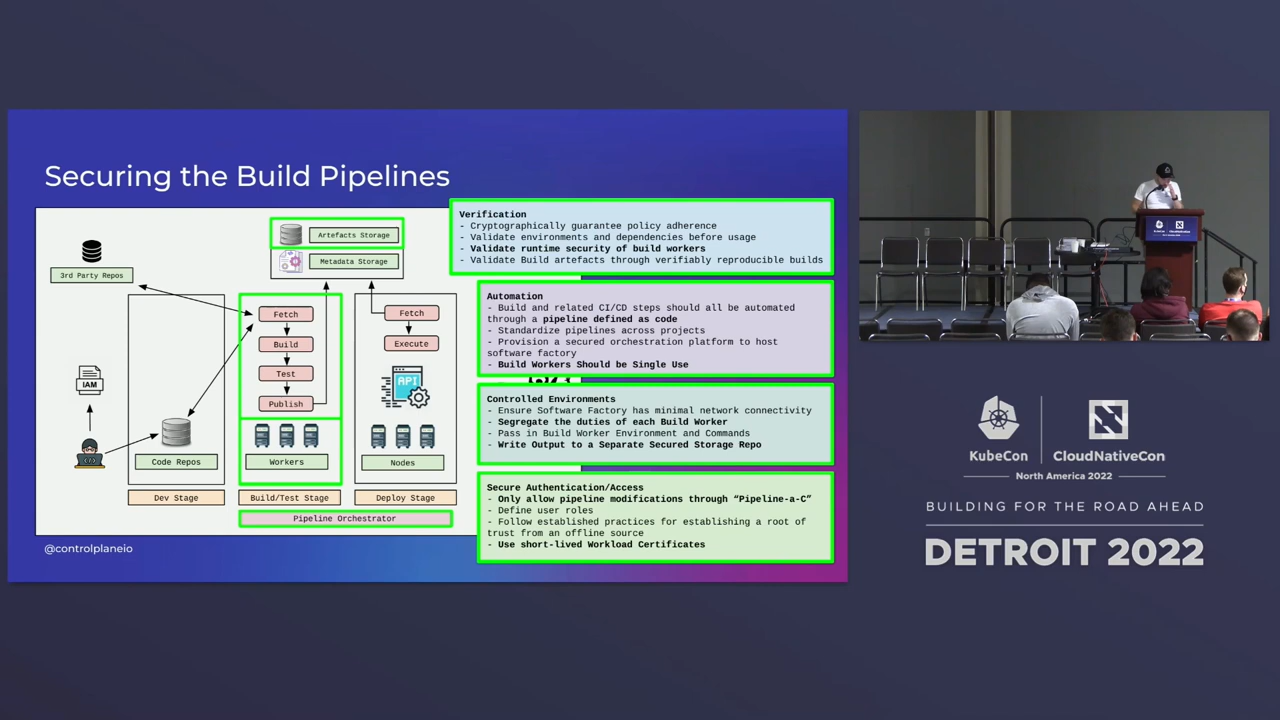 Securing the Build Pipelines
Artefacts Storage
Metadata Storage
3rd Party Repos
Fetch
Build
Test
Publish
Fetch
Execute
API
IAM
Code Repos
Workers
Nodes
Dev Stage
Build/Test Stage
Deploy Stage
Pipeline Orchestrator
@controlplaneio
Verification
- Cryptographically guarantee policy adherence
- Validate environments and dependencies before usage
- Validate runtime security of build workers
- Validate Build artefacts through verifiably reproducible builds
Automation
- Build and related CI/CD steps should all be automated
through a pipeline defined as code
- Standardize pipelines across projects
- Provision a secured orchestration platform to host
software factory
- Build Workers Should be Single Use
Controlled Environments
- Ensure Software Factory has minimal network connectivity
- Segregate the duties of each Build Worker
- Pass in Build Worker Environment and Commands
- Write Output to a Separate Secured Storage Repo
Secure Authentication/Access
- Only allow pipeline modifications through “Pipeline-a-C”
- Define user roles
- Follow established practices for establishing a root of
trust from an offline source
- Use short-lived Workload Certificates
KubeCon
CloudNativeCon
North America 2022
BUILDING FOR THE ROAD AHEAD
DETROIT 2022